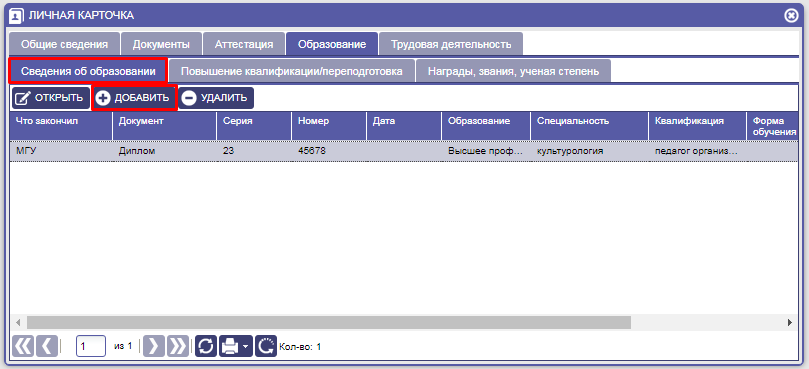 ЛИЧНАЯ КАРТОЧКА
Общие сведения Документы Аттестация Образование Трудовая деятельность
Сведения об образовании Повышение квалификации/переподготовка Награды, звания, ученая степень
ОТКРЫТЬ ДОБАВИТЬ УДАЛИТЬ
Что закончил Документ Серия Номер Дата Образование Специальность Квалификация Форма
обучения
МГУ Диплом 23 45678 Высшее проф... культурология педагог организ...
1 из 1 Кол-во: 1